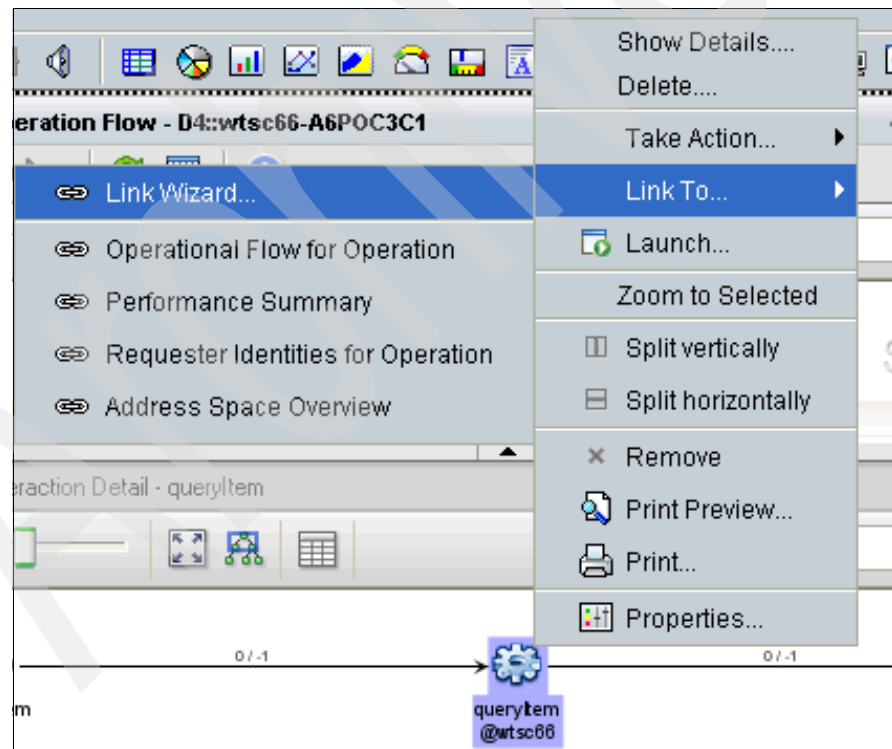 eration Flow - D4::wtsc66-A6POC3C1
Show Details....
Delete....
Take Action...
Link To...
Launch...
Zoom to Selected
Split vertically
Split horizontally
Remove
Print Preview...
Print...
Properties...
Link Wizard...
Operational Flow for Operation
Performance Summary
Requester Identities for Operation
Address Space Overview
eraction Detail - queryItem
0 / -1
0 / -1
m
queryItem
@wtsc66